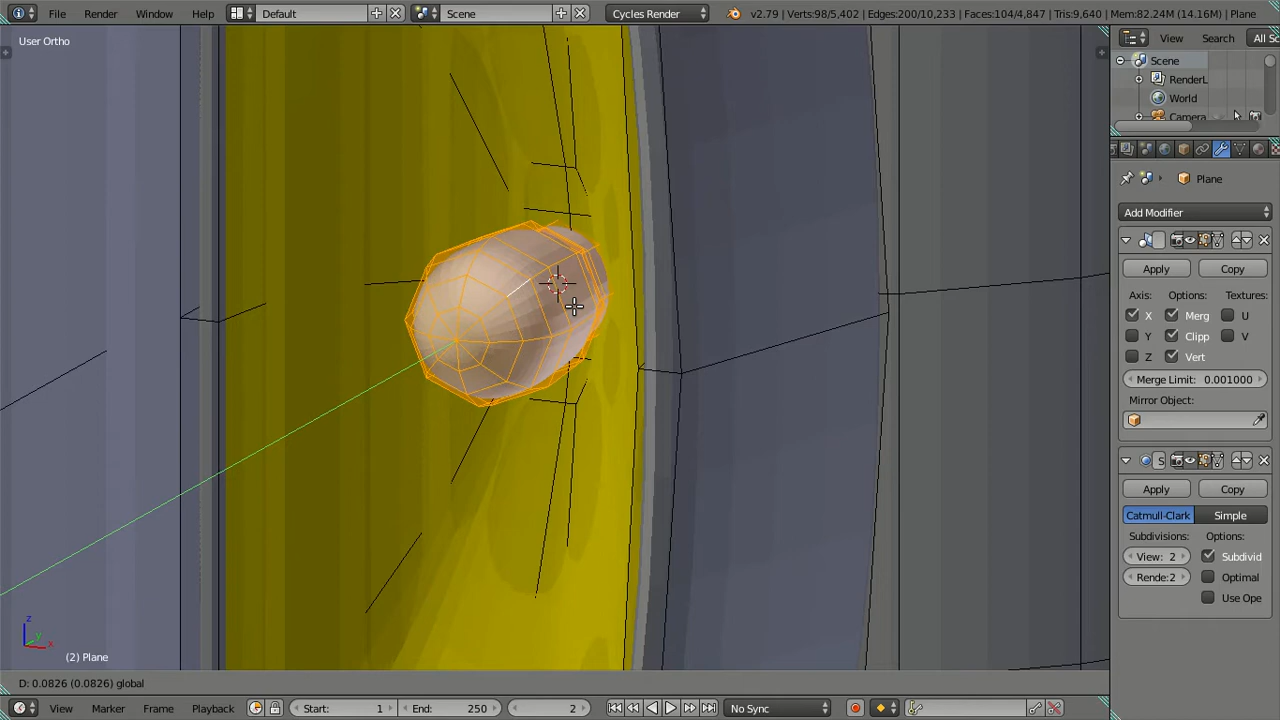 File Render Window Help Default Scene Cycles Render v2.79 | Verts:98/5,402 | Edges:200/10,233 | Faces:104/4,847 | Tris:9,640 | Mem:82.24M (14.16M) | Plane
User Ortho
View Search All Sc
Scene
RenderL
World
Camera
Plane
Add Modifier
Apply Copy
Axis: Options: Textures:
X Merg U
Y Clipp V
Z Vert
Merge Limit: 0.001000
Mirror Object:
S
Apply Copy
Catmull-Clark Simple
Subdivisions: Options:
View: 2 Subdivid
Rende:2 Optimal
Use Ope
z
y
x
(2) Plane
D: 0.0826 (0.0826) global
View Marker Frame Playback Start: 1 End: 250 2 No Sync